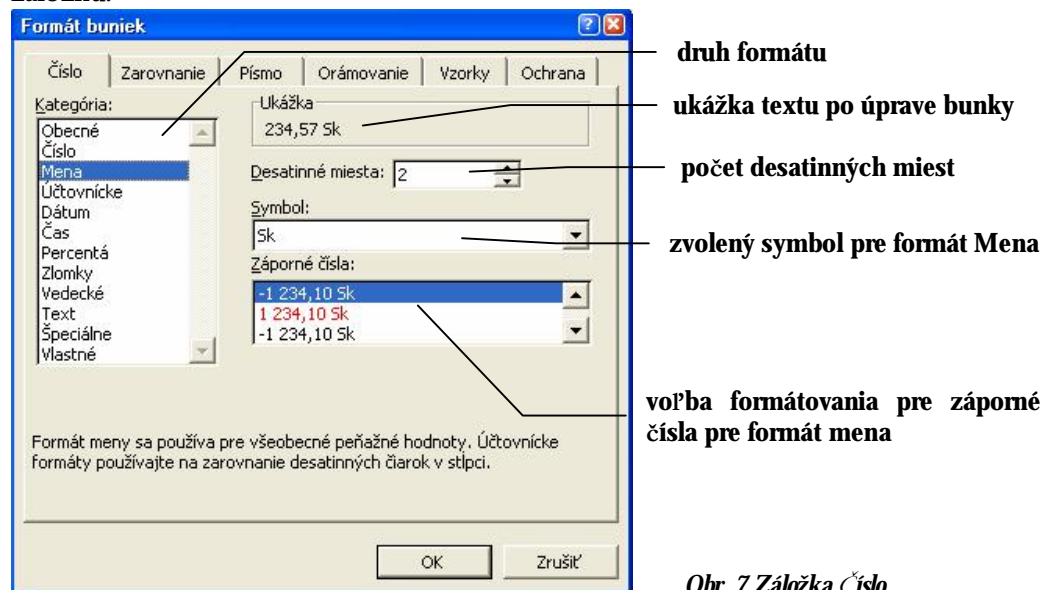 záložku.
Formát buniek
Číslo Zarovnanie Písmo Orámovanie Vzorky Ochrana
Kategória:
Obecné
Číslo
Mena
Účtovnícke
Dátum
Čas
Percentá
Zlomky
Vedecké
Text
Špeciálne
Vlastné
Ukážka
234,57 Sk
Desatinné miesta: 2
Symbol:
Sk
Záporné čísla:
-1 234,10 Sk
1 234,10 Sk
-1 234,10 Sk
Formát meny sa používa pre všeobecné peňažné hodnoty. Účtovnícke
formáty používajte na zarovnanie desatinných čiarok v stĺpci.
OK Zrušiť
druh formátu
ukážka textu po úprave bunky
počet desatinných miest
zvolený symbol pre formát Mena
voľba formátovania pre záporné
čísla pre formát mena
Obr. 7 Záložka Číslo